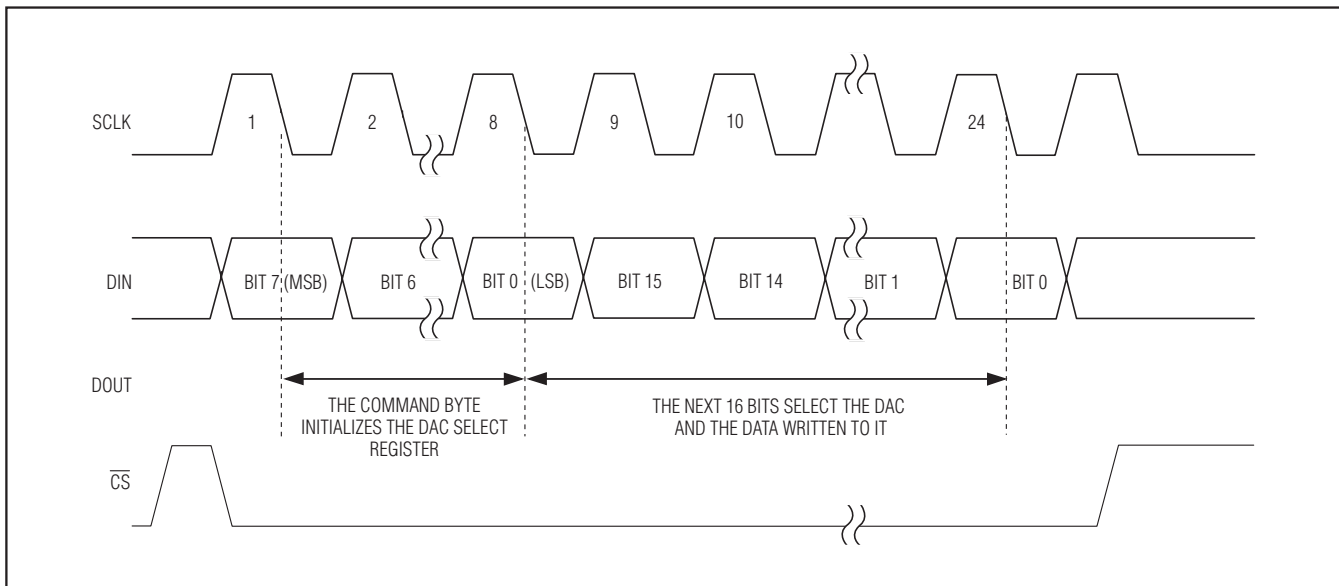 SCLK
1
2
8
9
10
24
DIN
BIT 7 (MSB)
BIT 6
BIT 0 (LSB)
BIT 15
BIT 14
BIT 1
BIT 0
DOUT
THE COMMAND BYTE
INITIALIZES THE DAC SELECT
REGISTER
THE NEXT 16 BITS SELECT THE DAC
AND THE DATA WRITTEN TO IT
CS